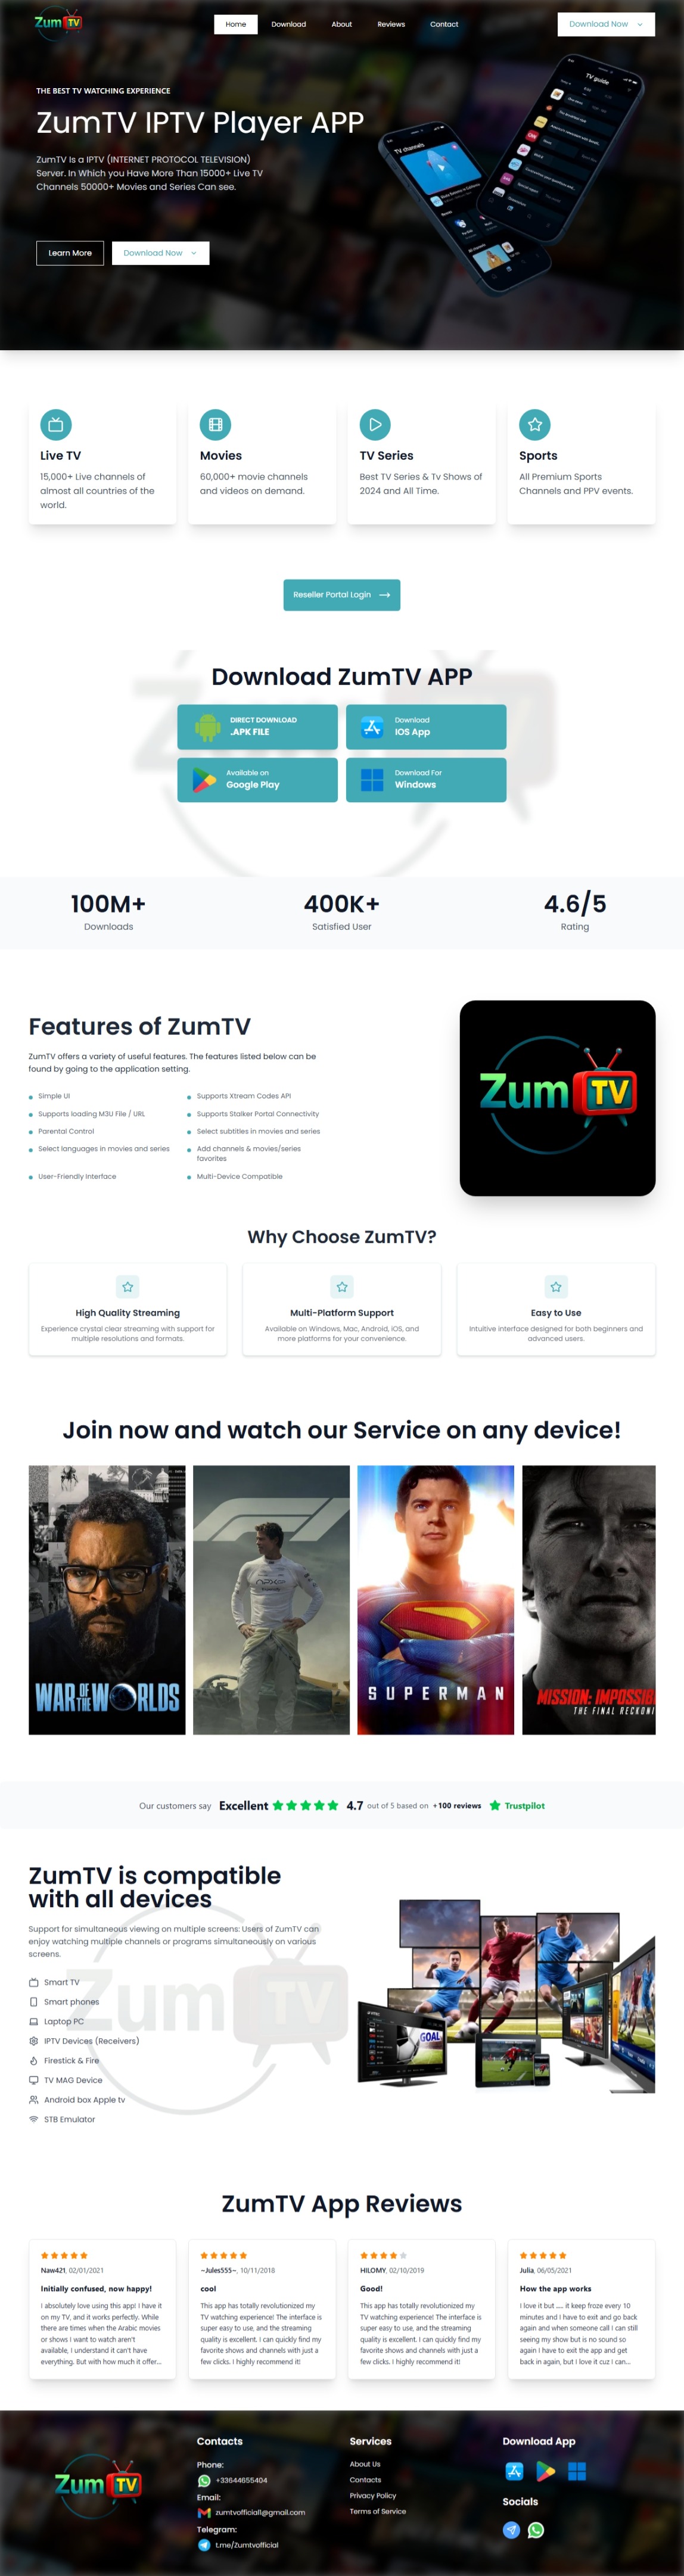 Zum TV
Home Download About Reviews Contact Download Now
THE BEST TV WATCHING EXPERIENCE
ZumTV IPTV Player APP
ZumTV Is a IPTV (INTERNET PROTOCOL TELEVISION)
Server. In Which you Have More Than 15000+ Live TV
Channels 50000+ Movies and Series Can see.
Learn More Download Now
TV channels
TV guide
Live TV
15,000+ Live channels of
almost all countries of the
world.
Movies
60,000+ movie channels
and videos on demand.
TV Series
Best TV Series & Tv Shows of
2024 and All Time.
Sports
All Premium Sports
Channels and PPV events.
Reseller Portal Login
Download ZumTV APP
DIRECT DOWNLOAD
.APK FILE
Download
IOS App
Available on
Google Play
Download For
Windows
100M+
Downloads
400K+
Satisfied User
4.6/5
Rating
Features of ZumTV
ZumTV offers a variety of useful features. The features listed below can be
found by going to the application setting.
Simple UI
Supports Xtream Codes API
Supports loading M3U File / URL
Supports Stalker Portal Connectivity
Parental Control
Select subtitles in movies and series
Select languages in movies and series
Add channels & movies/series
favorites
User-Friendly Interface
Multi-Device Compatible
Zum TV
Why Choose ZumTV?
High Quality Streaming
Experience crystal clear streaming with support for
multiple resolutions and formats.
Multi-Platform Support
Available on Windows, Mac, Android, iOS, and
more platforms for your convenience.
Easy to Use
Intuitive interface designed for both beginners and
advanced users.
Join now and watch our Service on any device!
WAR OF THE WORLDS
SUPERMAN
MISSION: IMPOSSIB
THE FINAL RECKONI
Our customers say Excellent 4.7 out of 5 based on +100 reviews Trustpilot
ZumTV is compatible
with all devices
Support for simultaneous viewing on multiple screens: Users of ZumTV can
enjoy watching multiple channels or programs simultaneously on various
screens.
Smart TV
Smart phones
Laptop PC
IPTV Devices (Receivers)
Firestick & Fire
TV MAG Device
Android box Apple tv
STB Emulator
Zum TV
GOAL
ZumTV App Reviews
Naw421, 02/01/2021
Initially confused, now happy!
I absolutely love using this app! I have it
on my TV, and it works perfectly. While
there are times when the Arabic movies
or shows I want to watch aren't
available, I understand it can't have
everything. But with how much it offer...
~Jules555~, 10/11/2018
cool
This app has totally revolutionized my
TV watching experience! The interface is
super easy to use, and the streaming
quality is excellent. I can quickly find my
favorite shows and channels with just a
few clicks. I highly recommend it!
HILOMY, 02/10/2019
Good!
This app has totally revolutionized my
TV watching experience! The interface is
super easy to use, and the streaming
quality is excellent. I can quickly find my
favorite shows and channels with just a
few clicks. I highly recommend it!
Julia, 06/05/2021
How the app works
I love it but .... it keep froze every 10
minutes and I have to exit and go back
again and when someone call I can still
seeing my show but is no sound so
again I have to exit the app and get
back in again, but I love it cuz I can...
Zum TV
Contacts
Phone:
+33644655404
Email:
zumtvofficial1@gmail.com
Telegram:
t.me/Zumtvofficial
Services
About Us
Contacts
Privacy Policy
Terms of Service
Download App
Socials